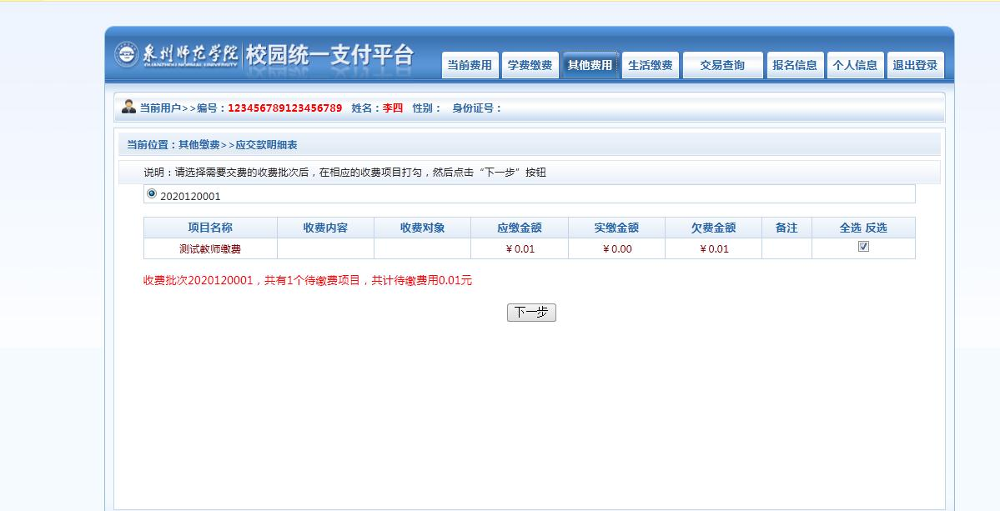 泉州师范学院 校园统一支付平台
QUANZHOU NORMAL UNIVERSITY
当前费用 学费缴费 其他费用 生活缴费 交易查询 报名信息 个人信息 退出登录
当前用户>>编号：123456789123456789 姓名：李四 性别： 身份证号：
当前位置：其他缴费>>应交款明细表
说明：请选择需要交费的收费批次后，在相应的收费项目打勾，然后点击“下一步”按钮
2020120001
项目名称 收费内容 收费对象 应缴金额 实缴金额 欠费金额 备注 全选 反选
测试教师缴费 ￥0.01 ￥0.00 ￥0.01
收费批次2020120001，共有1个待缴费项目，共计待缴费用0.01元
下一步